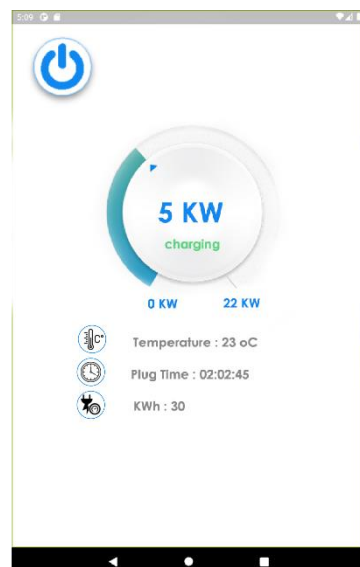 5:09
5 KW
charging
0 KW 22 KW
C°
Temperature : 23 oC
Plug Time : 02:02:45
KWh : 30